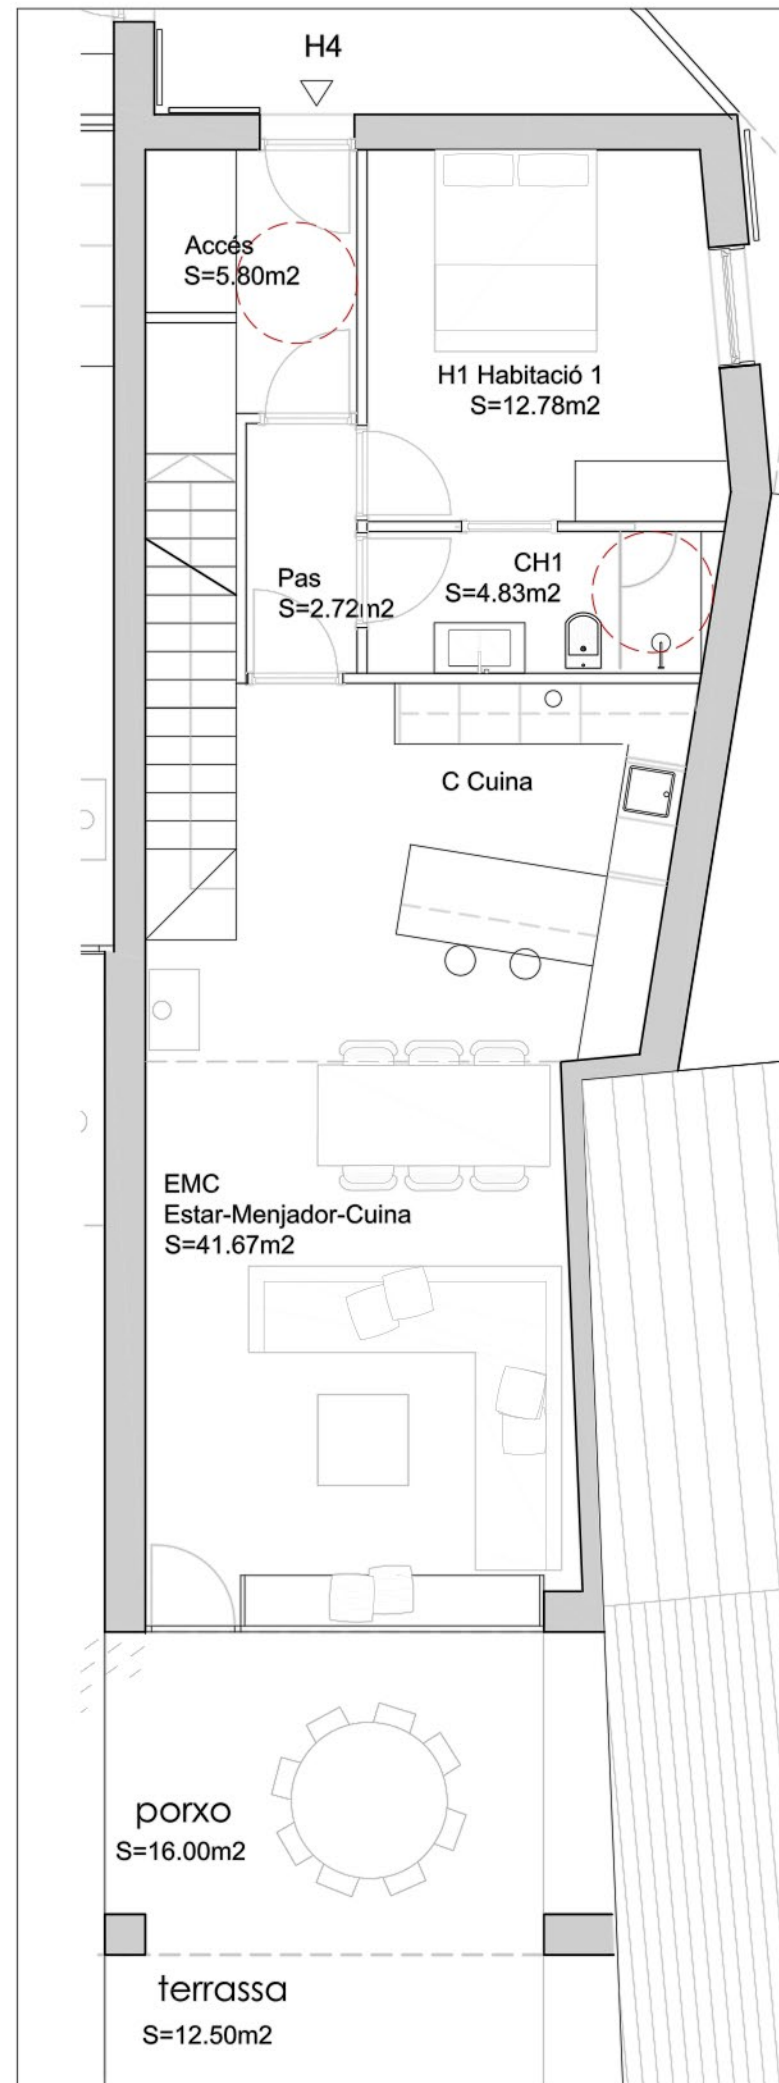 H4
Accés
S=5.80m2
H1 Habitació 1
S=12.78m2
CH1
S=4.83m2
Pas
S=2.72m2
C Cuina
EMC
Estar-Menjador-Cuina
S=41.67m2
porxo
S=16.00m2
terrassa
S=12.50m2